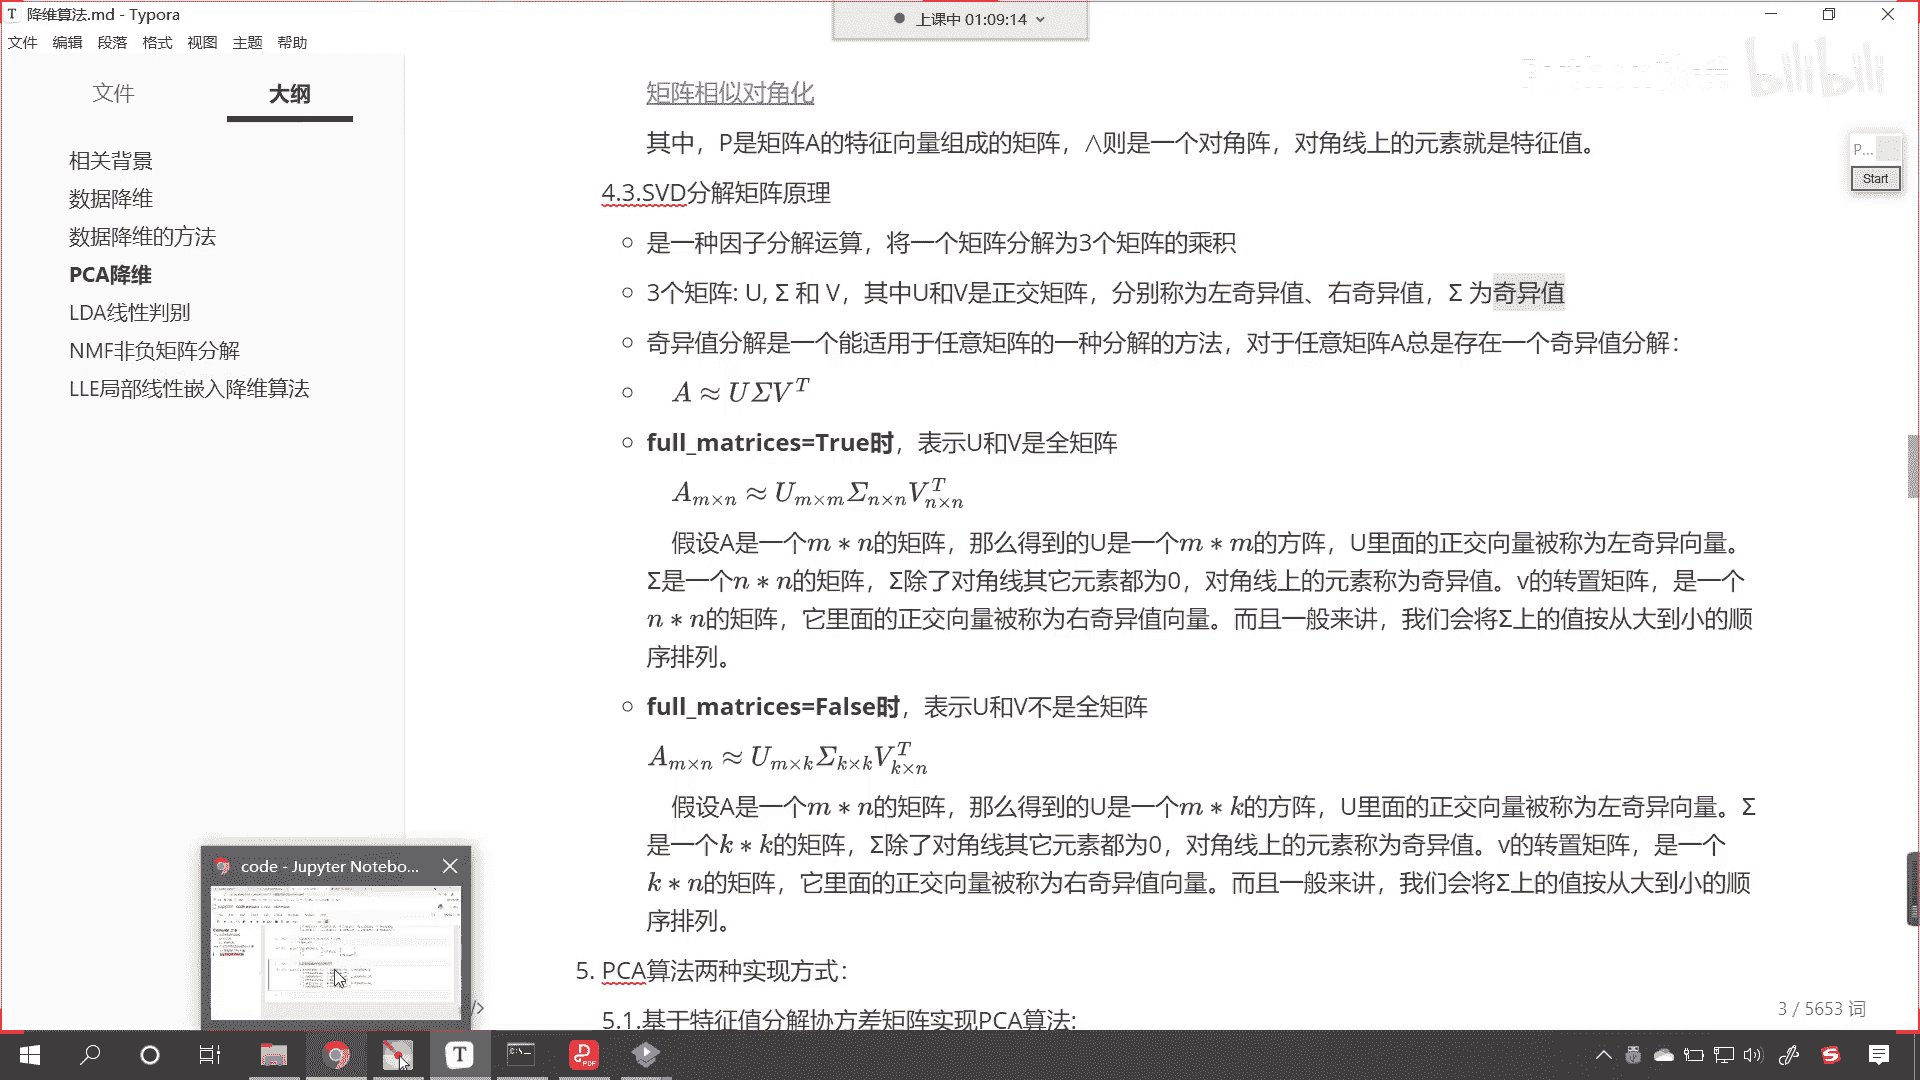 降维算法.md - Typora
上课中 01:09:14
文件 编辑 段落 格式 视图 主题 帮助
bilibili
文件 大纲
相关背景
数据降维
数据降维的方法
PCA降维
LDA线性判别
NMF非负矩阵分解
LLE局部线性嵌入降维算法
矩阵相似对角化
其中，P是矩阵A的特征向量组成的矩阵，∧则是一个对角阵，对角线上的元素就是特征值。
4.3.SVD分解矩阵原理
是一种因子分解运算，将一个矩阵分解为3个矩阵的乘积
3个矩阵: U, Σ 和 V，其中U和V是正交矩阵，分别称为左奇异值、右奇异值，Σ 为奇异值
奇异值分解是一个能适用于任意矩阵的一种分解的方法，对于任意矩阵A总是存在一个奇异值分解：
A ≈ UΣV^T
full_matrices=True时，表示U和V是全矩阵
A_{m×n} ≈ U_{m×m}Σ_{n×n}V^T_{n×n}
假设A是一个m * n的矩阵，那么得到的U是一个m * m的方阵，U里面的正交向量被称为左奇异向量。
Σ是一个n * n的矩阵，Σ除了对角线其它元素都为0，对角线上的元素称为奇异值。v的转置矩阵，是一个
n * n的矩阵，它里面的正交向量被称为右奇异值向量。而且一般来讲，我们会将Σ上的值按从大到小的顺
序排列。
full_matrices=False时，表示U和V不是全矩阵
A_{m×n} ≈ U_{m×k}Σ_{k×k}V^T_{k×n}
假设A是一个m * n的矩阵，那么得到的U是一个m * k的方阵，U里面的正交向量被称为左奇异向量。Σ
是一个k * k的矩阵，Σ除了对角线其它元素都为0，对角线上的元素称为奇异值。v的转置矩阵，是一个
k * n的矩阵，它里面的正交向量被称为右奇异值向量。而且一般来讲，我们会将Σ上的值按从大到小的顺
序排列。
5. PCA算法两种实现方式：
5.1.基于特征值分解协方差矩阵实现PCA算法:
P...
Start
code - Jupyter Notebo...
/>
3 / 5653 词